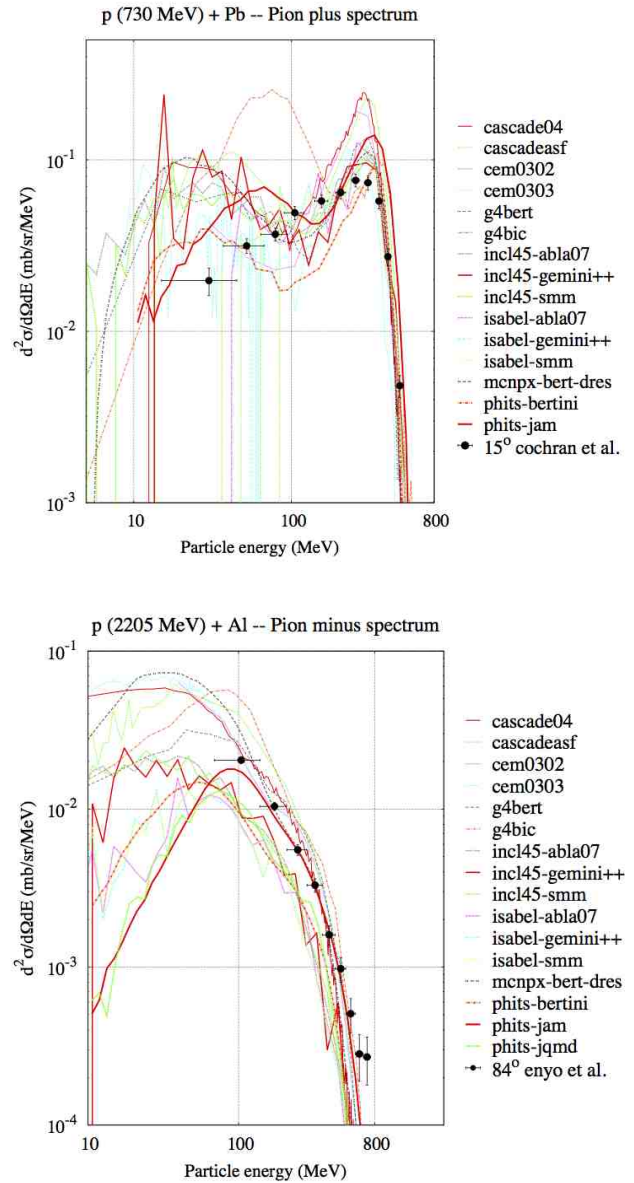 p (730 MeV) + Pb -- Pion plus spectrum
d²σ/dΩdE (mb/sr/MeV)
10⁻¹
10⁻²
10⁻³
10
100
800
Particle energy (MeV)
cascade04
cascadeasf
cem0302
cem0303
g4bert
g4bic
incl45-abla07
incl45-gemini++
incl45-smm
isabel-abla07
isabel-gemini++
isabel-smm
mcnpx-bert-dres
phits-bertini
phits-jam
15⁰ cochran et al.
p (2205 MeV) + Al -- Pion minus spectrum
d²σ/dΩdE (mb/sr/MeV)
10⁻¹
10⁻²
10⁻³
10⁻⁴
10
100
800
Particle energy (MeV)
cascade04
cascadeasf
cem0302
cem0303
g4bert
g4bic
incl45-abla07
incl45-gemini++
incl45-smm
isabel-abla07
isabel-gemini++
isabel-smm
mcnpx-bert-dres
phits-bertini
phits-jam
phits-jqmd
84⁰ enyo et al.